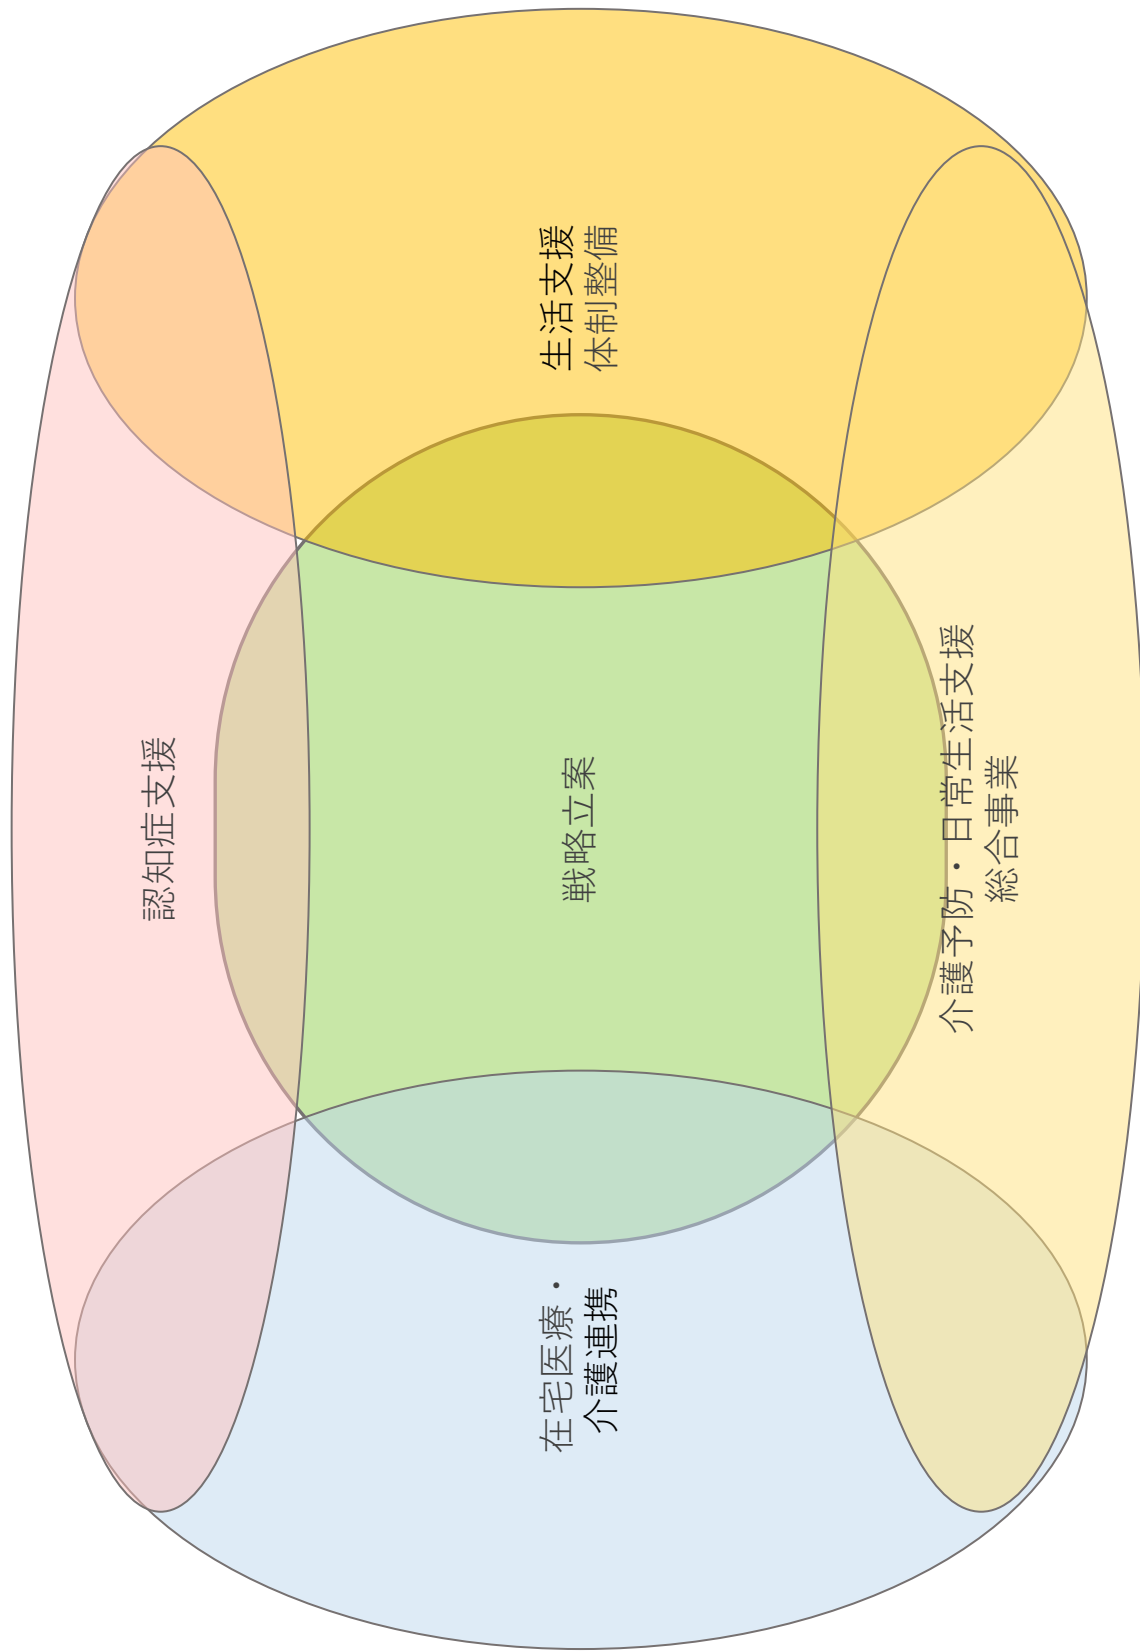 認知症支援
在宅医療・
介護連携
戦略立案
生活支援
体制整備
介護予防・日常生活支援
総合事業